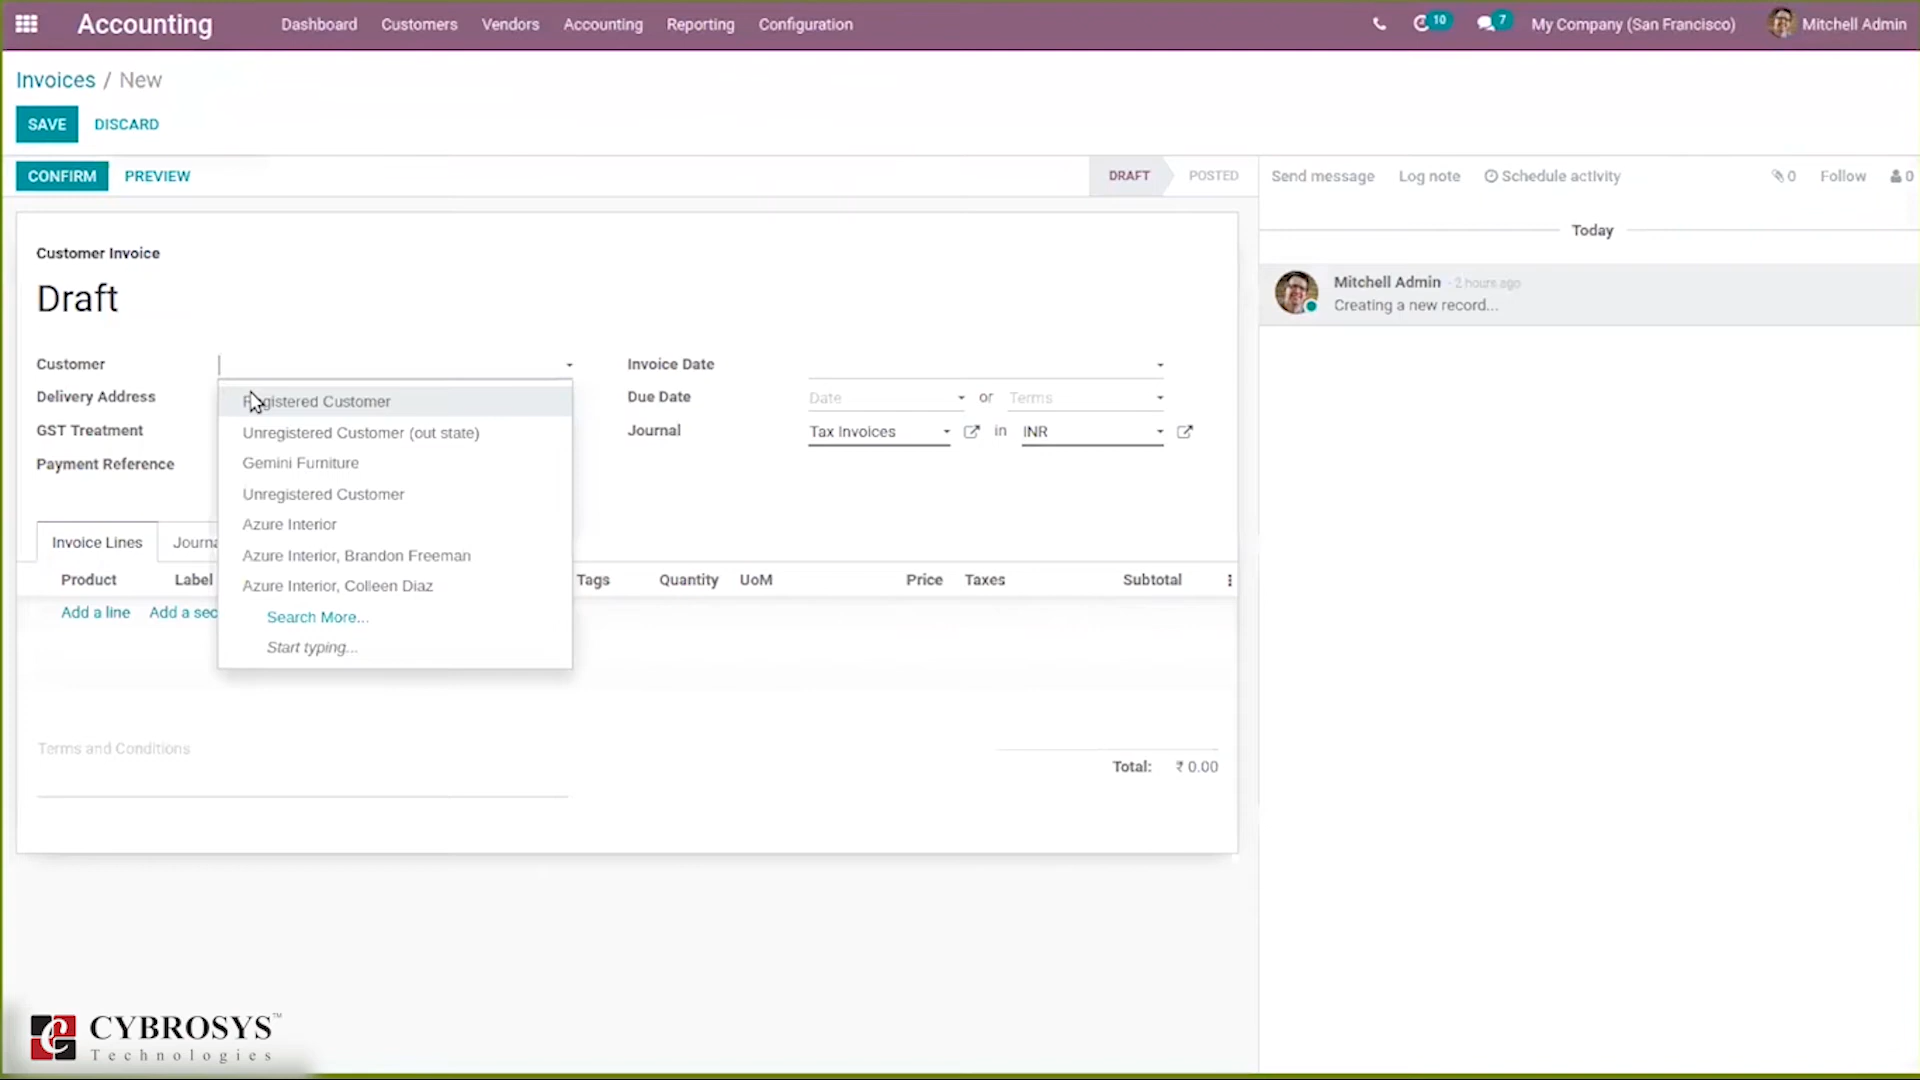 Accounting Dashboard Customers Vendors Accounting Reporting Configuration 10 7 My Company (San Francisco) Mitchell Admin
Invoices / New
SAVE DISCARD
CONFIRM PREVIEW DRAFT POSTED Send message Log note Schedule activity 0 Follow 0
Today
Customer Invoice
Mitchell Admin - 2 hours ago
Draft
Creating a new record...
Customer Invoice Date
Delivery Address Registered Customer Due Date Date or Terms
GST Treatment Unregistered Customer (out state) Journal Tax Invoices in INR
Payment Reference Gemini Furniture
Unregistered Customer
Azure Interior
Invoice Lines Journa Azure Interior, Brandon Freeman
Product Label Azure Interior, Colleen Diaz Tags Quantity UoM Price Taxes Subtotal
Add a line Add a sec Search More...
Start typing...
Terms and Conditions
Total: ₹ 0.00
CYBROSYS™
Technologies